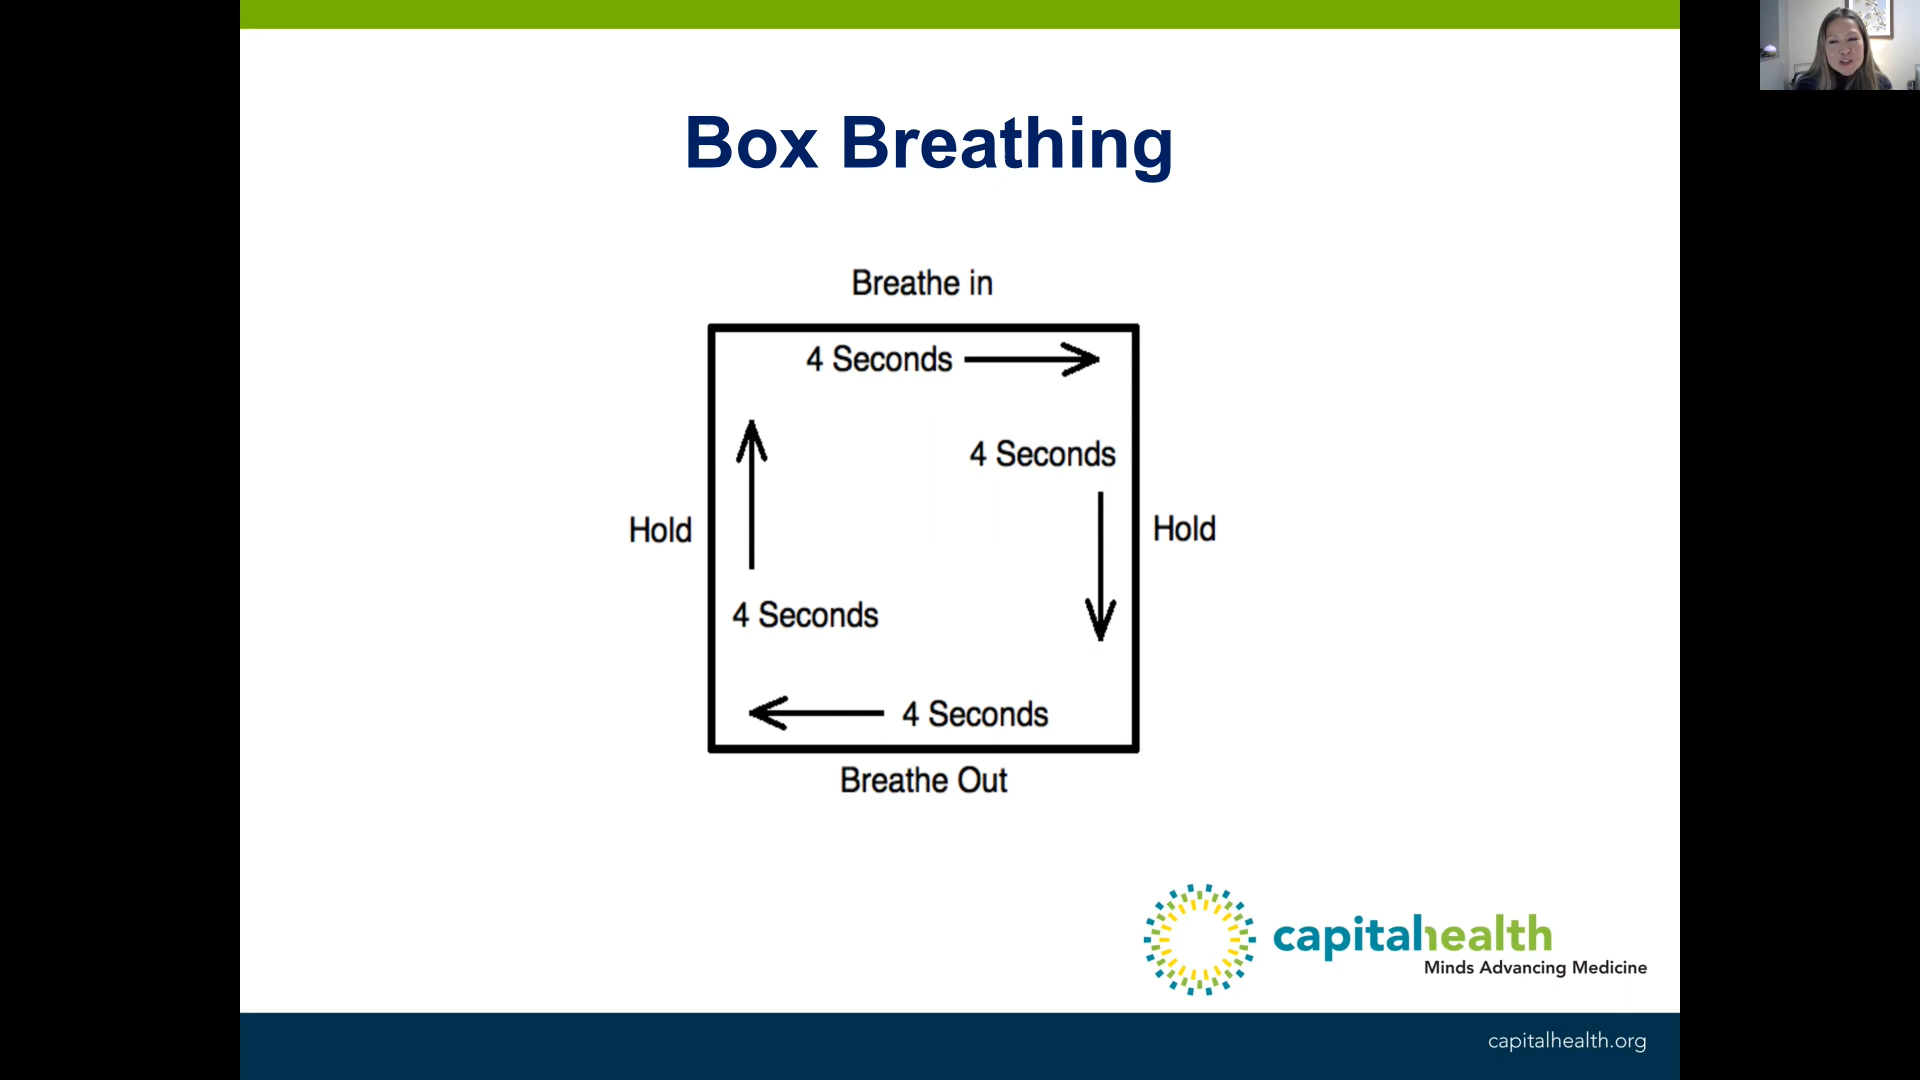 Box Breathing
Breathe in
4 Seconds
4 Seconds
Hold
Hold
4 Seconds
4 Seconds
Breathe Out
capitalhealth
Minds Advancing Medicine
capitalhealth.org